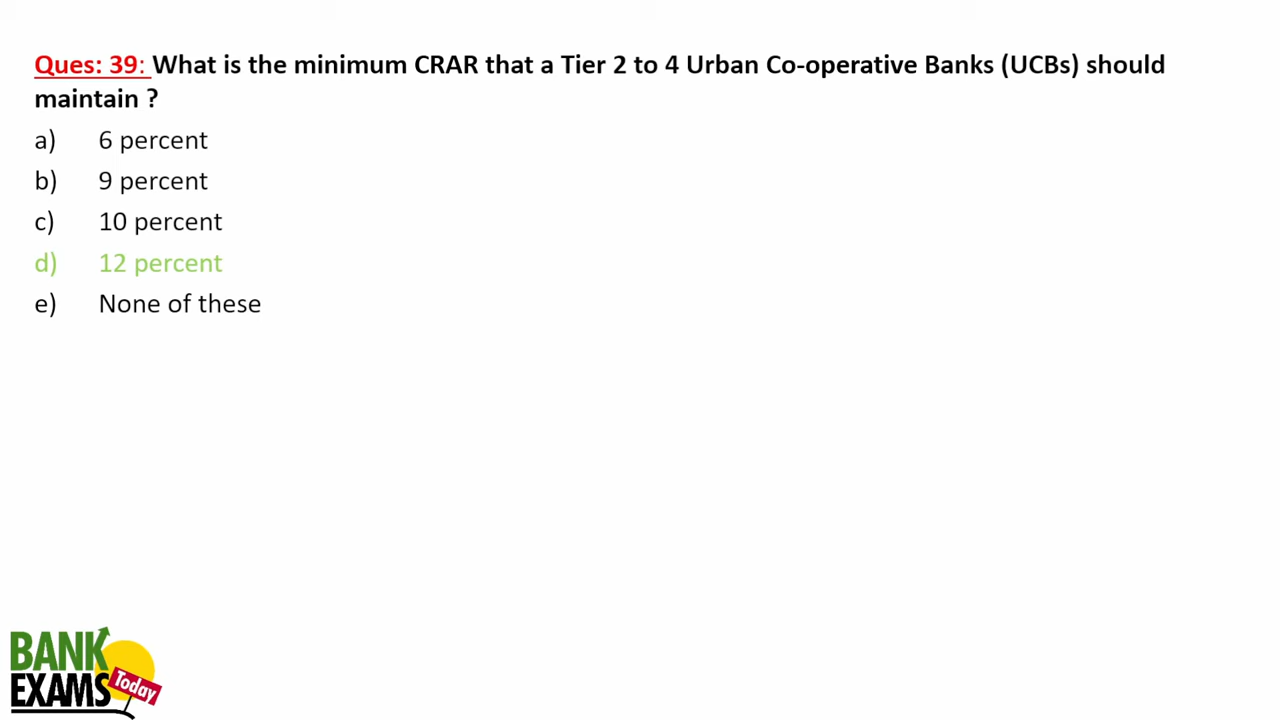 Ques: 39: What is the minimum CRAR that a Tier 2 to 4 Urban Co-operative Banks (UCBs) should
maintain ?
a) 6 percent
b) 9 percent
c) 10 percent
d) 12 percent
e) None of these
BANK
EXAMS
Today